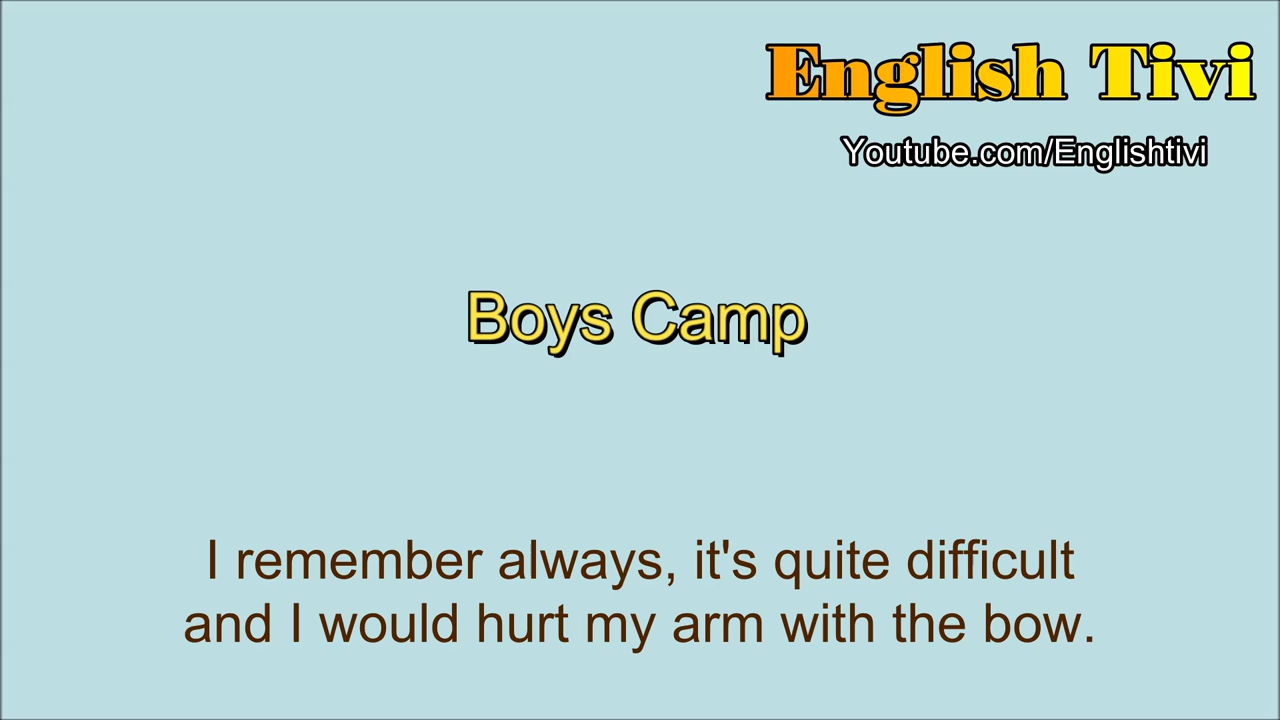 English Tivi
Youtube.com/Englishtivi
Boys Camp
I remember always, it's quite difficult
and I would hurt my arm with the bow.